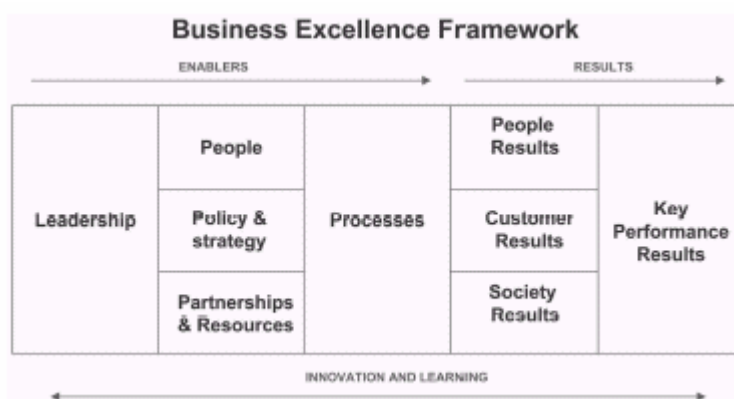 Business Excellence Framework
ENABLERS
RESULTS
Leadership
People
Policy &
strategy
Partnerships
& Resources
Processes
People
Results
Customer
Results
Society
Results
Key
Performance
Results
INNOVATION AND LEARNING